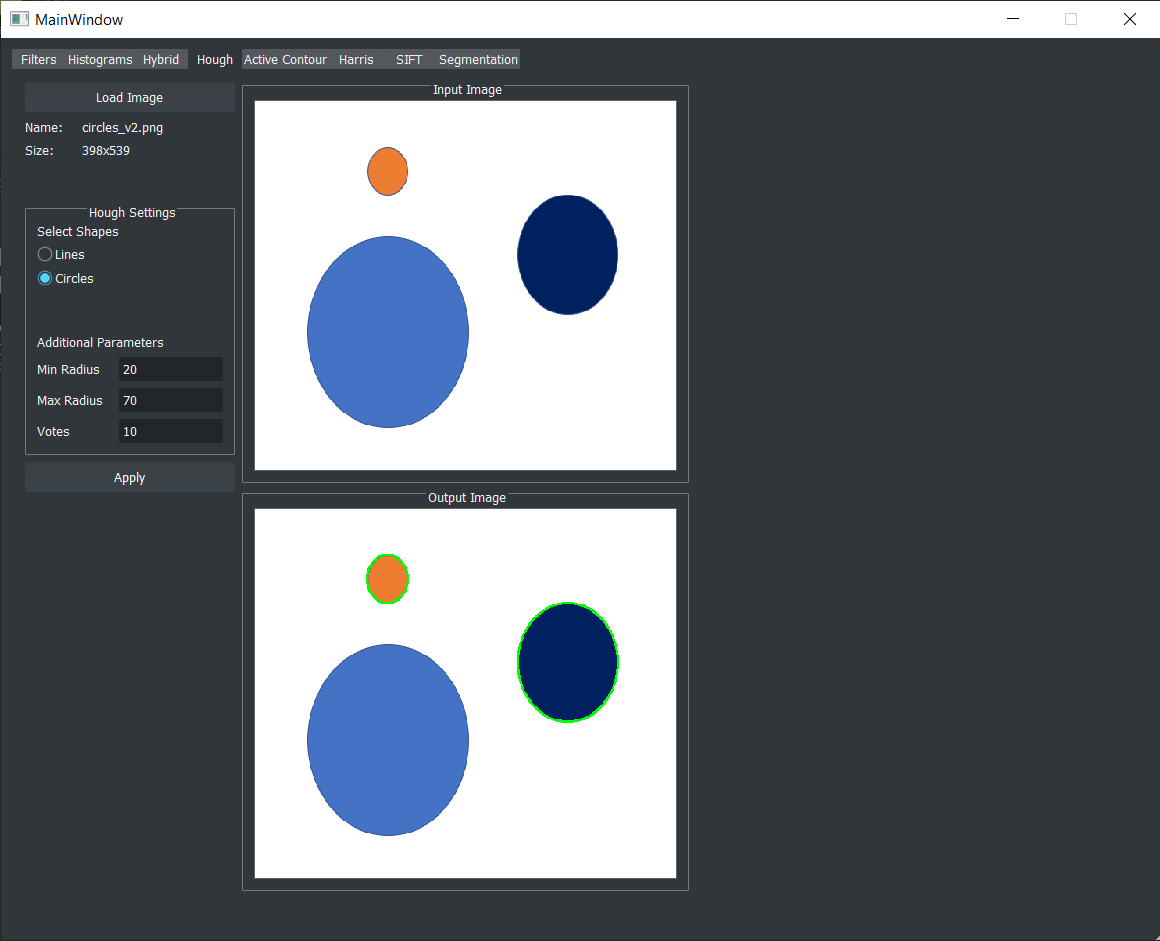 MainWindow
Filters Histograms Hybrid Hough Active Contour Harris SIFT Segmentation
Load Image
Name: circles_v2.png
Size: 398x539
Hough Settings
Select Shapes
Lines
Circles
Additional Parameters
Min Radius 20
Max Radius 70
Votes 10
Apply
Input Image
Output Image